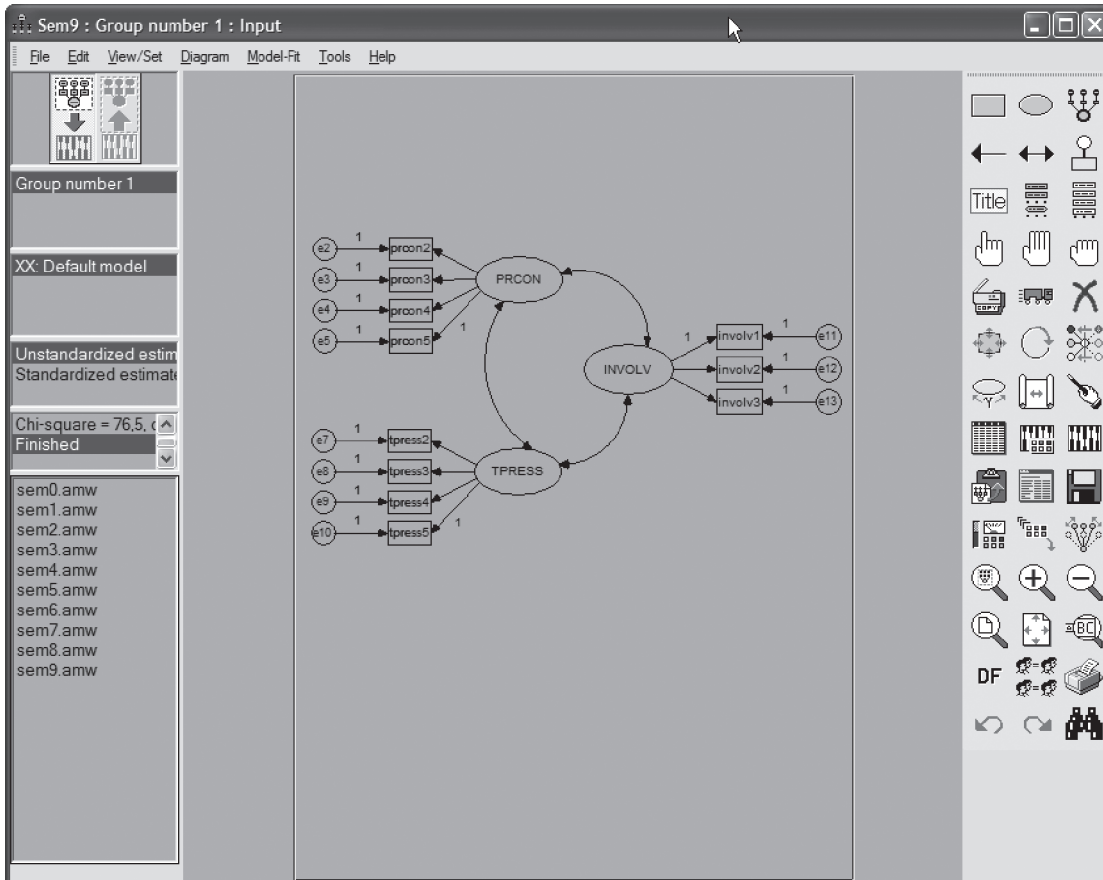 Sem9 : Group number 1 : Input
File Edit View/Set Diagram Model-Fit Tools Help
Group number 1
XX: Default model
Unstandardized estim
Standardized estimate
Chi-square = 76,5, d
Finished
sem0.amw
sem1.amw
sem2.amw
sem3.amw
sem4.amw
sem5.amw
sem6.amw
sem7.amw
sem8.amw
sem9.amw
e2 1 prcon2
e3 1 prcon3
e4 1 prcon4
e5 1 prcon5
1
PRCON
INVOLV
1
involv1 1 e11
involv2 1 e12
involv3 1 e13
e7 1 tpress2
e8 1 tpress3
e9 1 tpress4
e10 1 tpress5
1
TPRESS
Title
COPY
BC
DF